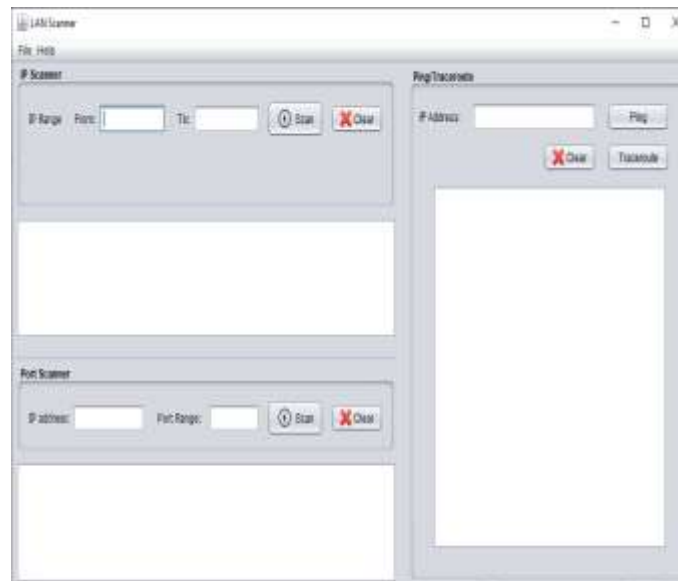 LAN Scanner
File Help
IP Scanner
IP Range From: To: Scan Clear
Port Scanner
IP address: Port Range: Scan Clear
Ping/Traceroute
IP Address: Ping
Clear Traceroute